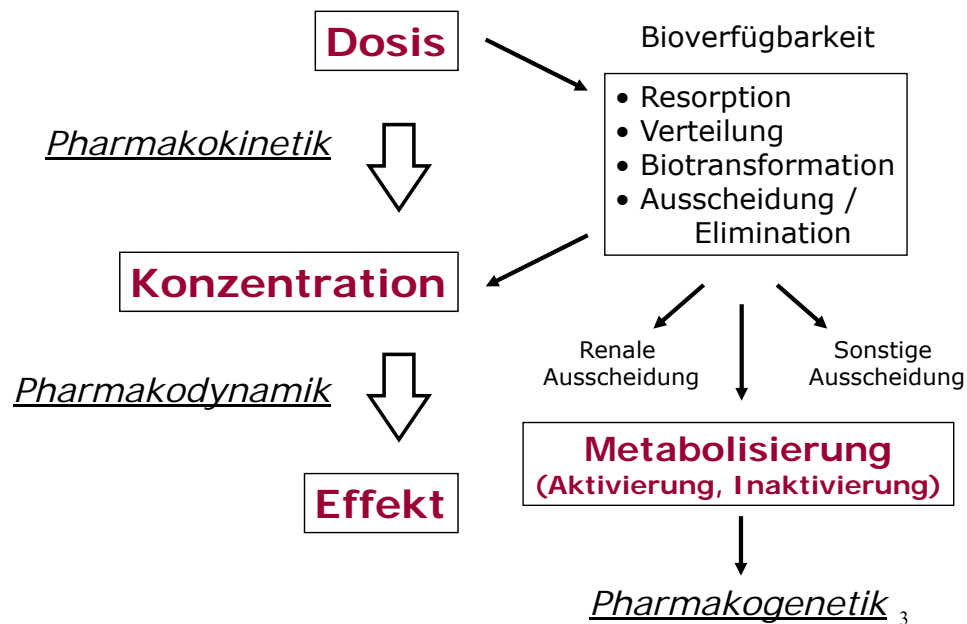 Dosis
Bioverfügbarkeit
• Resorption
• Verteilung
• Biotransformation
• Ausscheidung /
Elimination
Pharmakokinetik
Konzentration
Renale
Ausscheidung
Sonstige
Ausscheidung
Pharmakodynamik
Metabolisierung
(Aktivierung, Inaktivierung)
Effekt
Pharmakogenetik
3